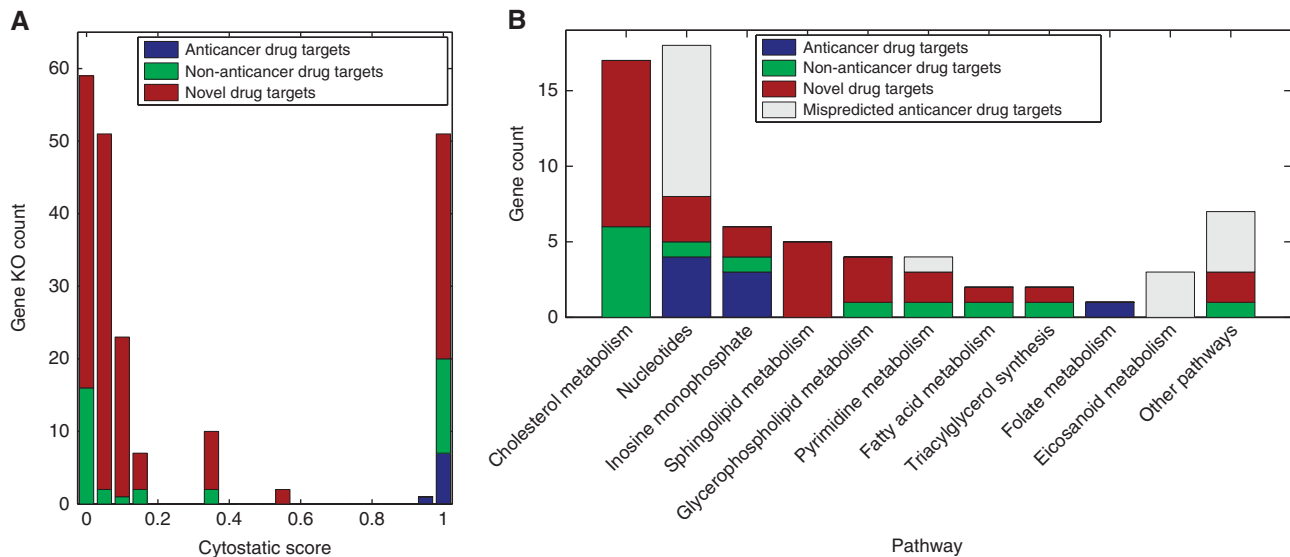 A
Anticancer drug targets
Non-anticancer drug targets
Novel drug targets
60
50
40
30
20
10
0
Gene KO count
0
0.2
0.4
0.6
0.8
1
Cytostatic score
B
Anticancer drug targets
Non-anticancer drug targets
Novel drug targets
Mispredicted anticancer drug targets
15
10
5
0
Gene count
Cholesterol metabolism
Nucleotides
Inosine monophosphate
Sphingolipid metabolism
Glycerophospholipid metabolism
Pyrimidine metabolism
Fatty acid metabolism
Triacylglycerol synthesis
Folate metabolism
Eicosanoid metabolism
Other pathways
Pathway